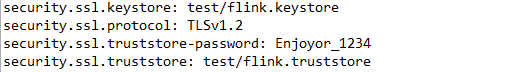 security.ssl.keystore: test/flink.keystore
security.ssl.protocol: TLSv1.2
security.ssl.truststore-password: Enjoyor_1234
security.ssl.truststore: test/flink.truststore